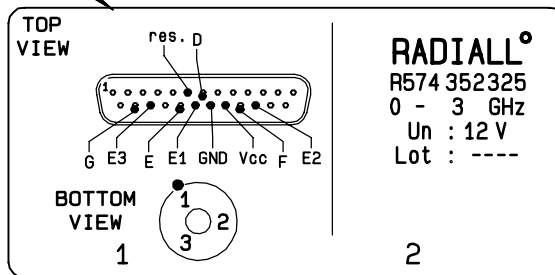 TOP
VIEW
res. D
1
G E3 E E1 GND Vcc F E2
BOTTOM
VIEW
1
2
3
1
RADIALL°
R574 352325
0 - 3 GHz
Un : 12 V
Lot : ----
2